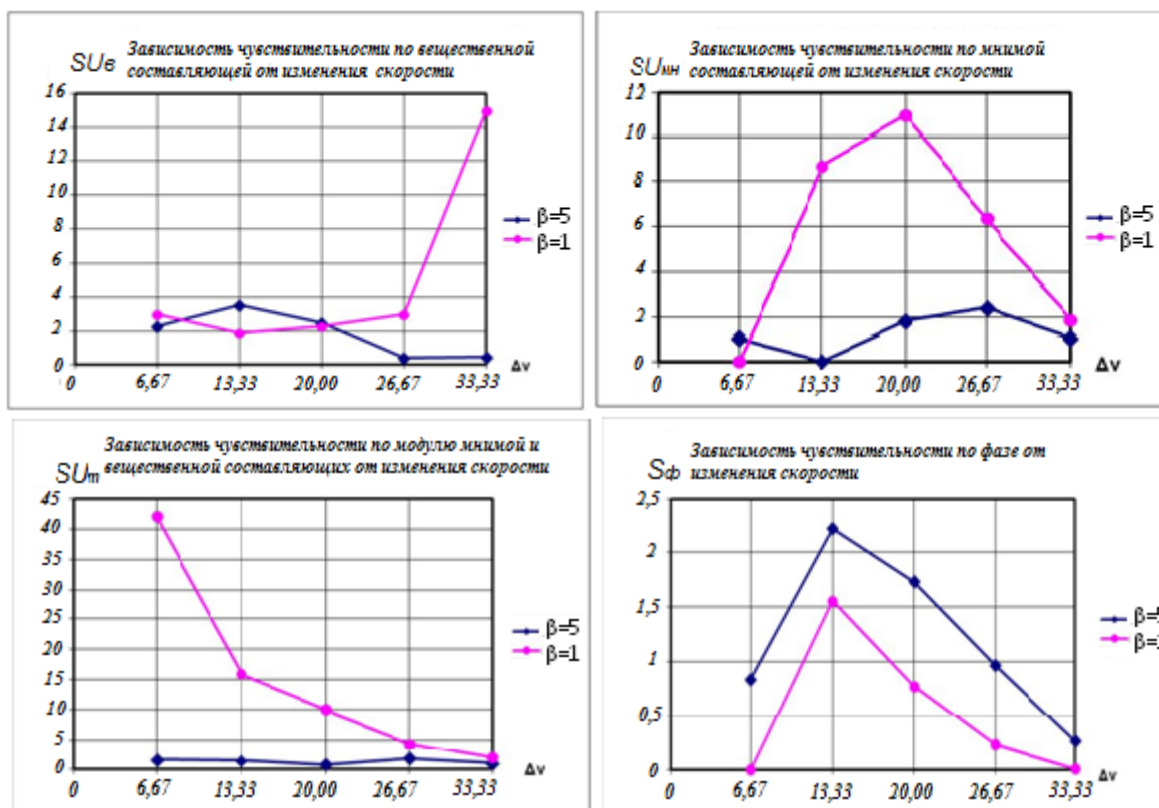 SUв
Зависимость чувствительности по вещественной
составляющей от изменения скорости
16
14
12
10
8
6
4
2
0
0
6,67
13,33
20,00
26,67
33,33
Δv
β=5
β=1
SUмн
Зависимость чувствительности по мнимой
составляющей от изменения скорости
12
10
8
6
4
2
0
0
6,67
13,33
20,00
26,67
33,33
Δv
β=5
β=1
SUm
Зависимость чувствительности по модулю мнимой и
вещественной составляющих от изменения скорости
45
40
35
30
25
20
15
10
5
0
0
6,67
13,33
20,00
26,67
33,33
Δv
β=5
β=1
Sф
Зависимость чувствительности по фазе от
изменения скорости
2,5
2
1,5
1
0,5
0
0
6,67
13,33
20,00
26,67
33,33
Δv
β=
β=